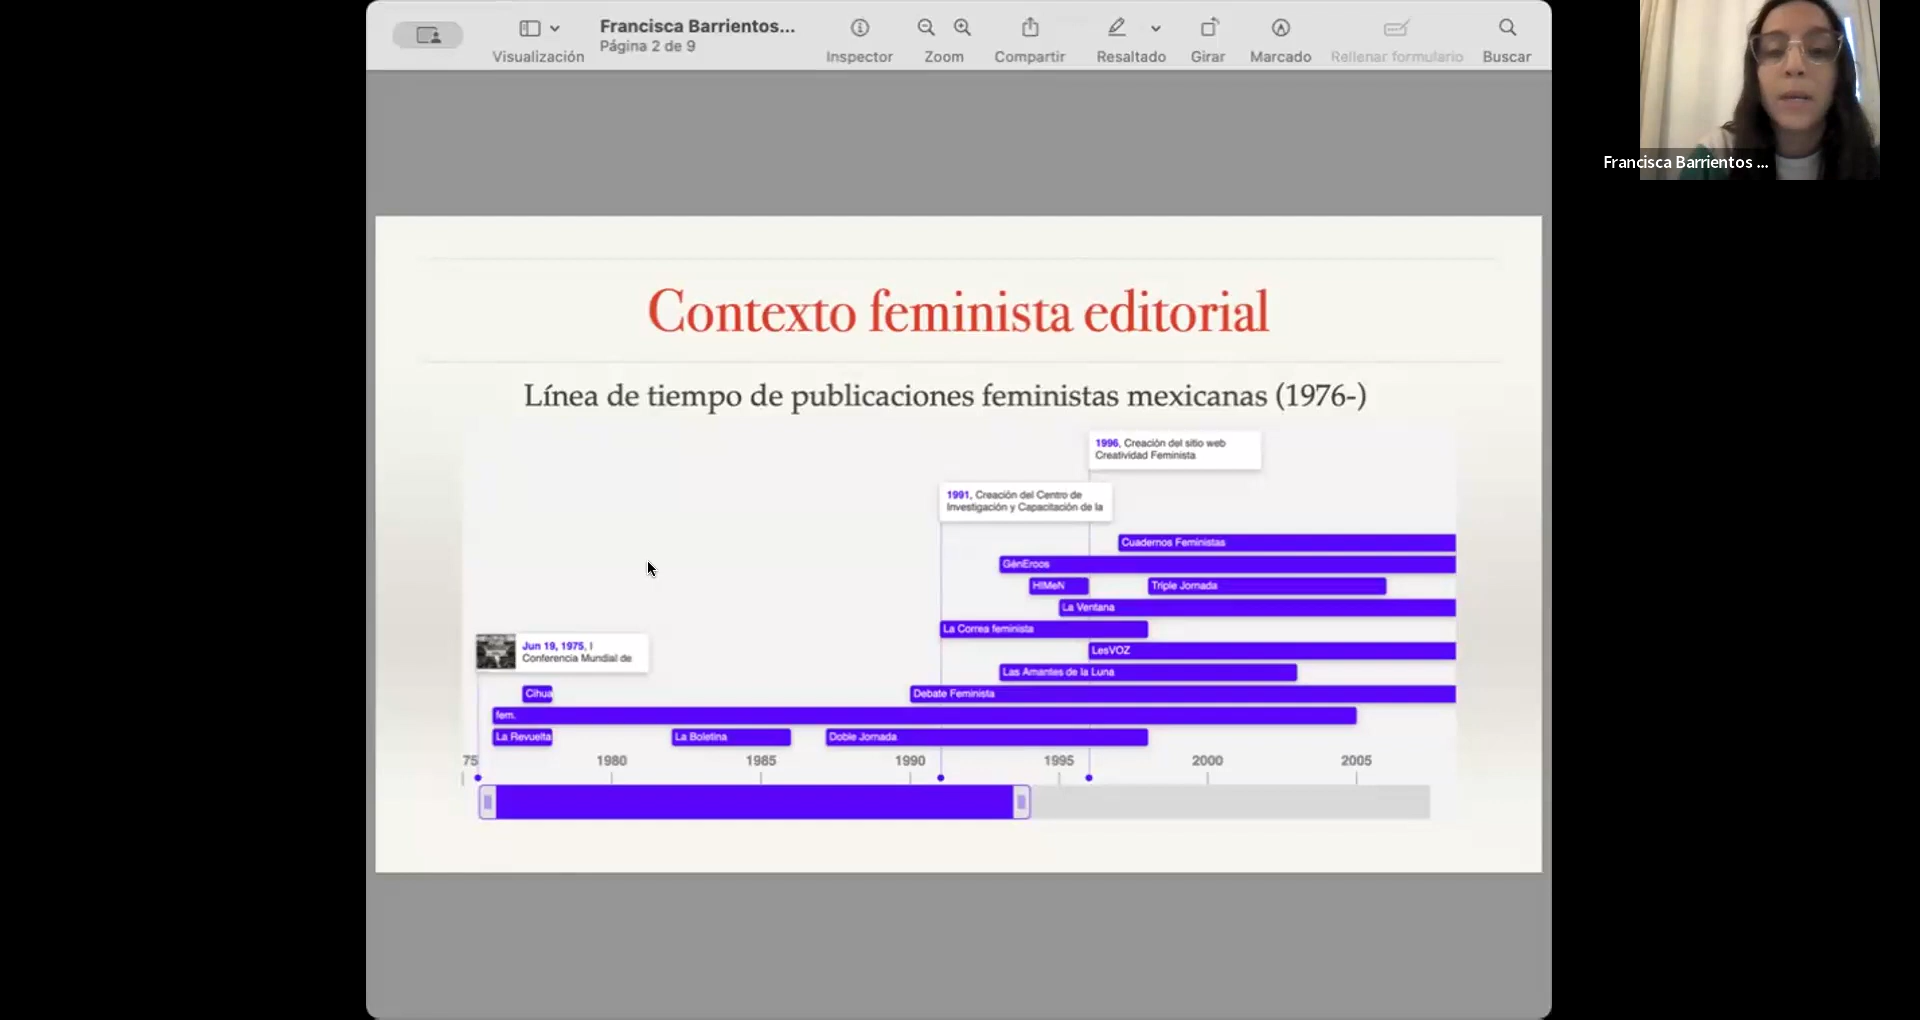 Francisca Barrientos...
Página 2 de 9
Visualización
Inspector
Zoom
Compartir
Resaltado
Girar
Marcado
Rellenar formulario
Buscar
Francisca Barrientos ...
Contexto feminista editorial
Línea de tiempo de publicaciones feministas mexicanas (1976-)
1996, Creación del sitio web
Creatividad Feminista
1991, Creación del Centro de
Investigación y Capacitación de la
Cuadernos Feministas
GénEroos
HIMeN
Triple Jornada
La Ventana
La Correa feminista
Jun 19, 1975, I
Conferencia Mundial de
LesVOZ
Las Amantes de la Luna
Cihua
Debate Feminista
fem.
La Revuelta
La Boletina
Doble Jornada
75
1980
1985
1990
1995
2000
2005